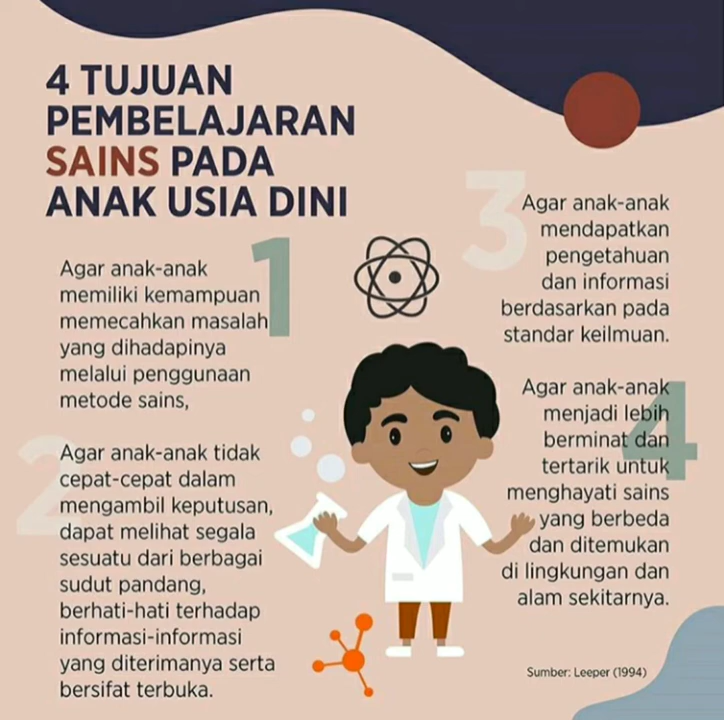 4 TUJUAN
PEMBELAJARAN
SAINS PADA
ANAK USIA DINI
1
Agar anak-anak
memiliki kemampuan
memecahkan masalah
yang dihadapinya
melalui penggunaan
metode sains,
2
Agar anak-anak tidak
cepat-cepat dalam
mengambil keputusan,
dapat melihat segala
sesuatu dari berbagai
sudut pandang,
berhati-hati terhadap
informasi-informasi
yang diterimanya serta
bersifat terbuka.
3
Agar anak-anak
mendapatkan
pengetahuan
dan informasi
berdasarkan pada
standar keilmuan.
4
Agar anak-anak
menjadi lebih
berminat dan
tertarik untuk
menghayati sains
yang berbeda
dan ditemukan
di lingkungan dan
alam sekitarnya.
Sumber: Leeper (1994)